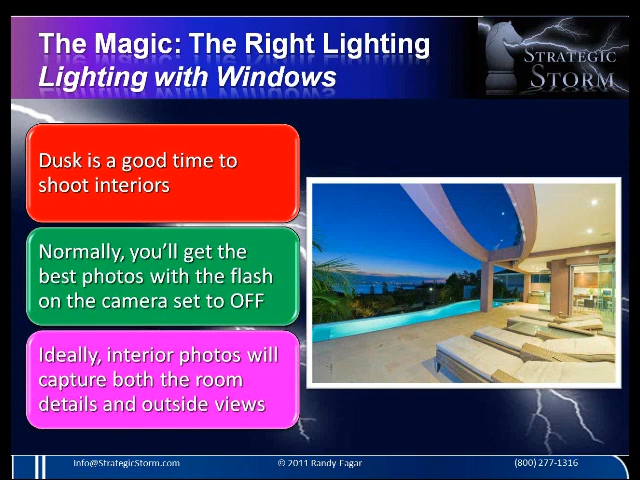 The Magic: The Right Lighting
Lighting with Windows
STRATEGIC
STORM
Dusk is a good time to
shoot interiors
Normally, you'll get the
best photos with the flash
on the camera set to OFF
Ideally, interior photos will
capture both the room
details and outside views
Info@StrategicStorm.com
© 2011 Randy Eagar
(800) 277-1316